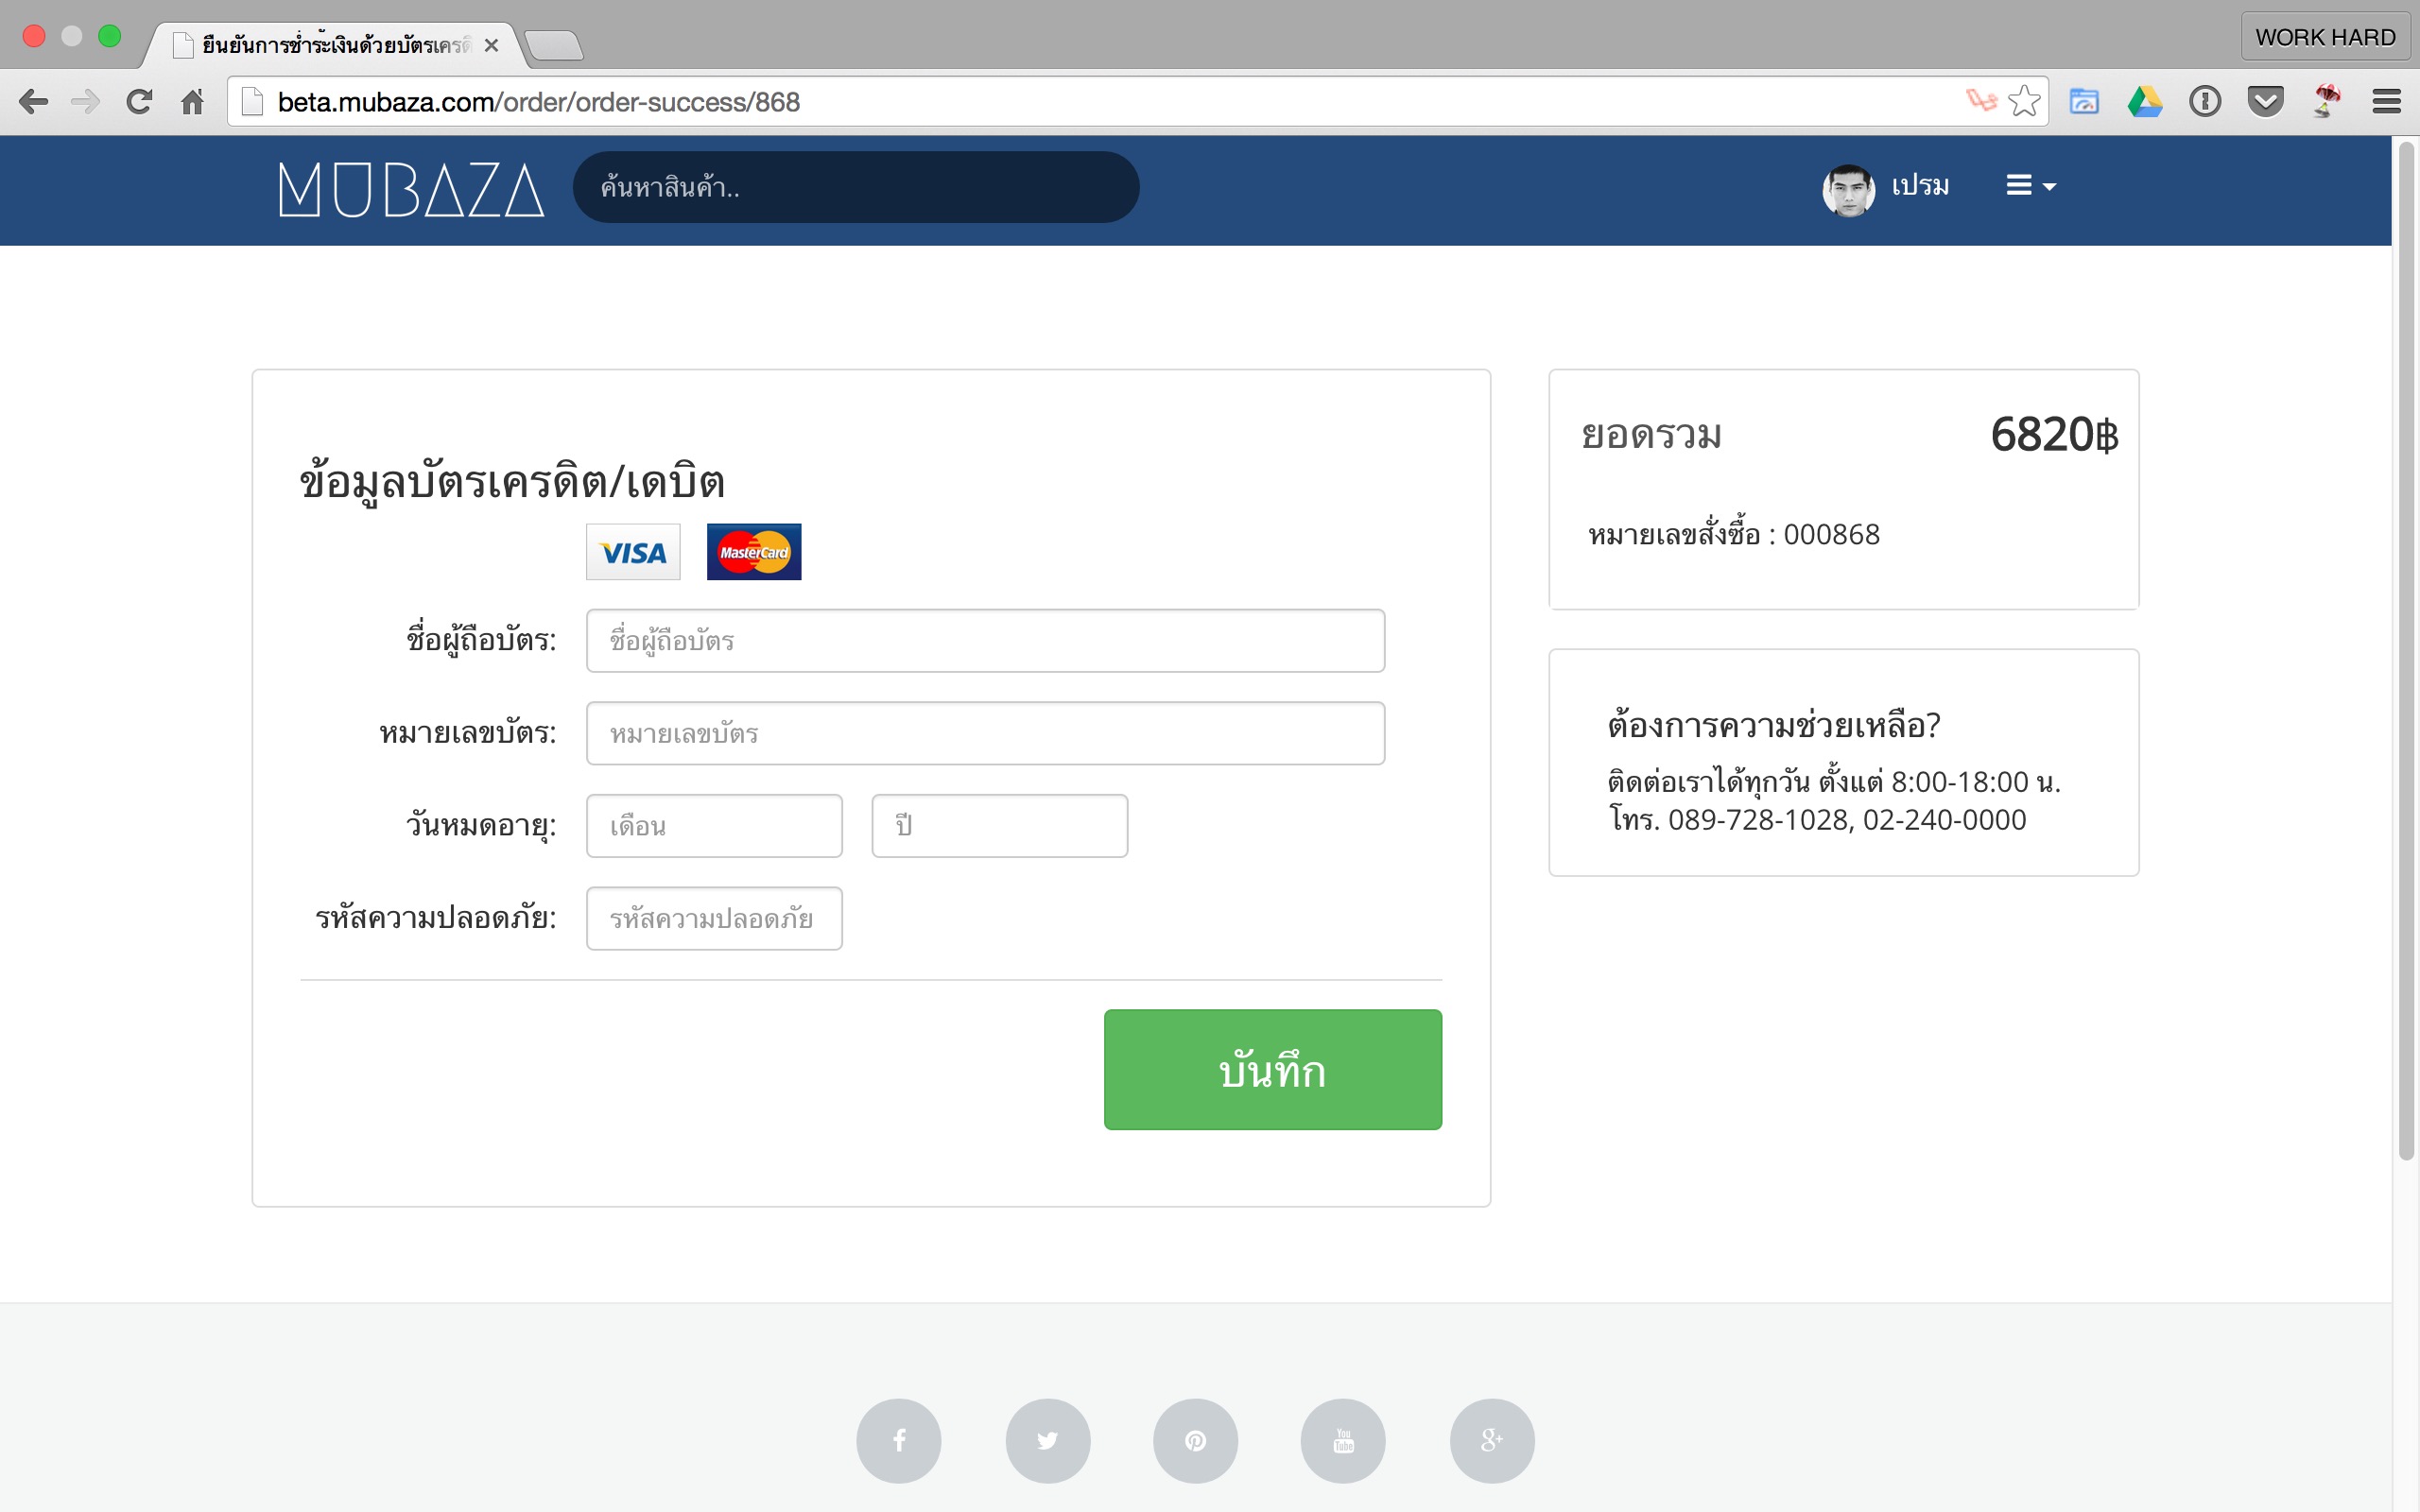 ยืนยันการชำระเงินด้วยบัตรเครดิ
WORK HARD
beta.mubaza.com/order/order-success/868
MUBAZA
ค้นหาสินค้า..
เปรม
ข้อมูลบัตรเครดิต/เดบิต
VISA
MasterCard
ชื่อผู้ถือบัตร:
ชื่อผู้ถือบัตร
หมายเลขบัตร:
หมายเลขบัตร
วันหมดอายุ:
เดือน
ปี
รหัสความปลอดภัย:
รหัสความปลอดภัย
บันทึก
ยอดรวม
6820฿
หมายเลขสั่งซื้อ : 000868
ต้องการความช่วยเหลือ?
ติดต่อเราได้ทุกวัน ตั้งแต่ 8:00-18:00 น.
โทร. 089-728-1028, 02-240-0000
You
Tube
g+